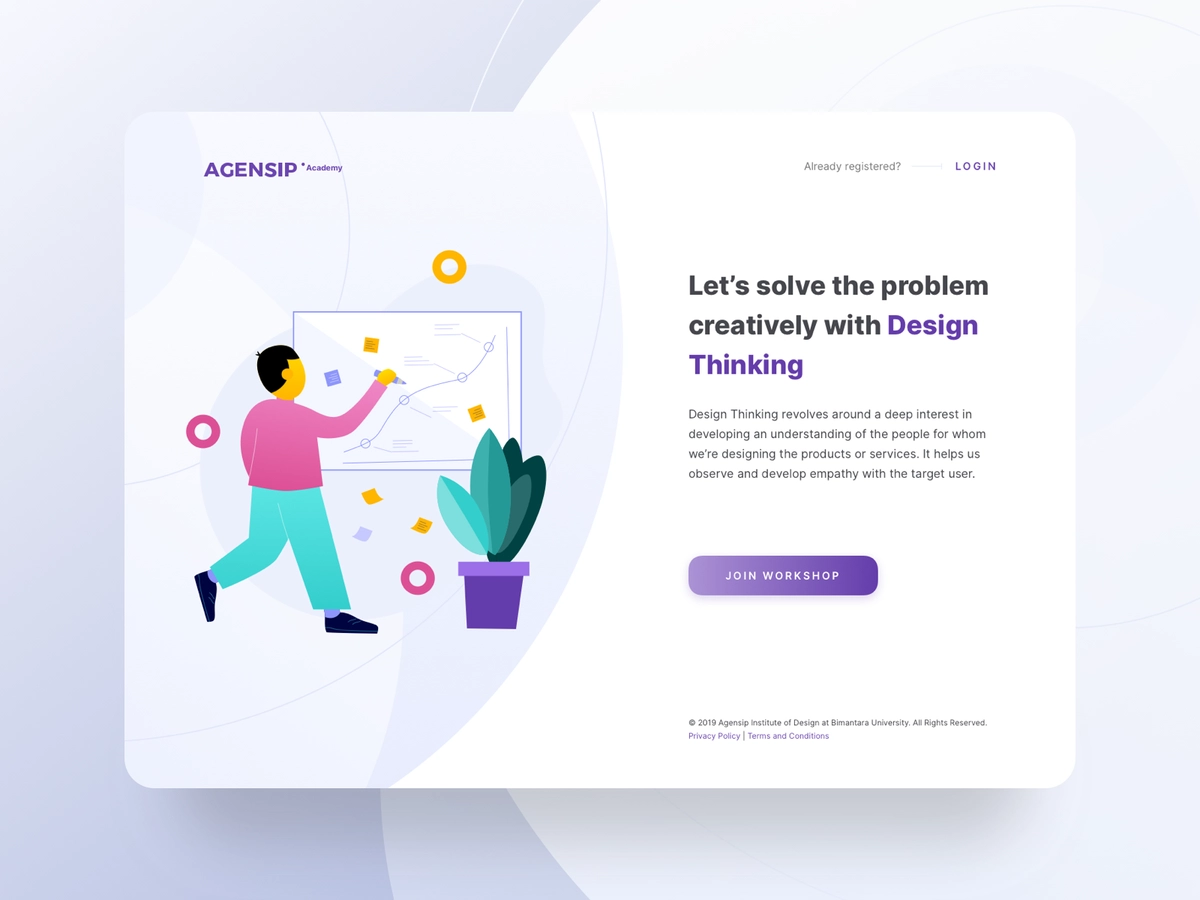 AGENSIP Academy
Already registered? LOGIN
Let’s solve the problem
creatively with Design
Thinking
Design Thinking revolves around a deep interest in
developing an understanding of the people for whom
we’re designing the products or services. It helps us
observe and develop empathy with the target user.
JOIN WORKSHOP
© 2019 Agensip Institute of Design at Bimantara University. All Rights Reserved.
Privacy Policy | Terms and Conditions